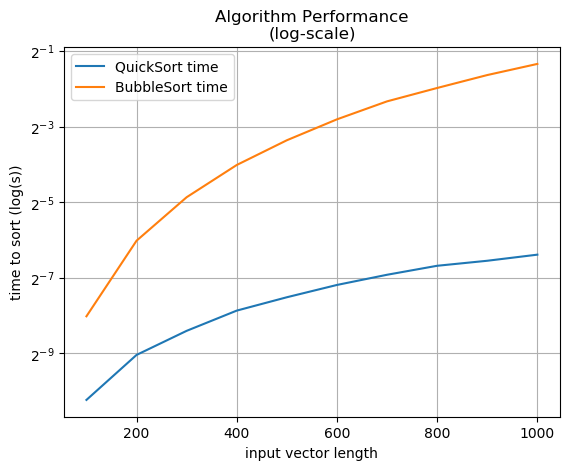 Algorithm Performance
(log-scale)
QuickSort time
BubbleSort time
time to sort (log(s))
2⁻¹
2⁻³
2⁻⁵
2⁻⁷
2⁻⁹
200 400 600 800 1000
input vector length